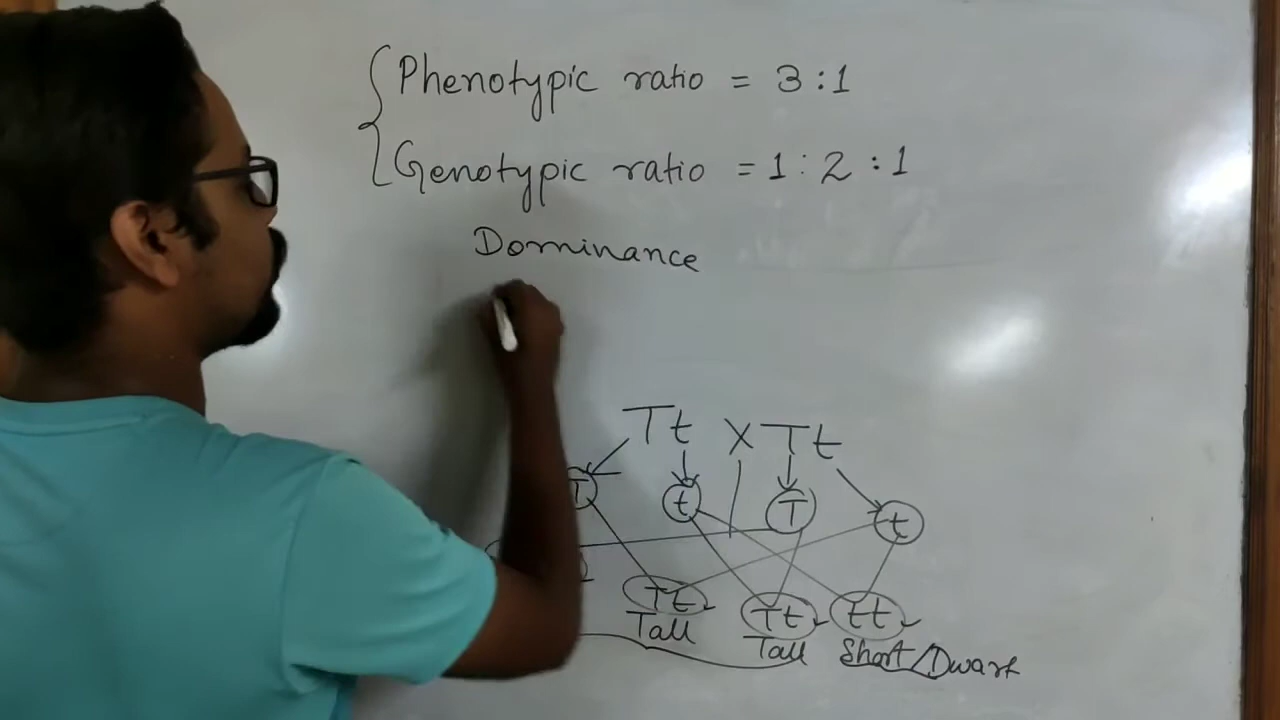 Phenotypic ratio = 3:1
Genotypic ratio = 1:2:1
Dominance
Tt X Tt
T t T t
Tt Tt tt
Tall Tall Short/Dwarf